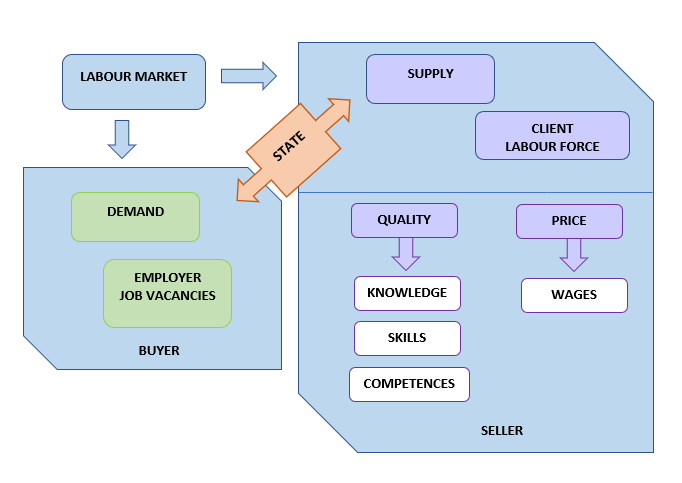 LABOUR MARKET
SUPPLY
CLIENT
LABOUR FORCE
STATE
DEMAND
EMPLOYER
JOB VACANCIES
BUYER
QUALITY
PRICE
KNOWLEDGE
WAGES
SKILLS
COMPETENCES
SELLER